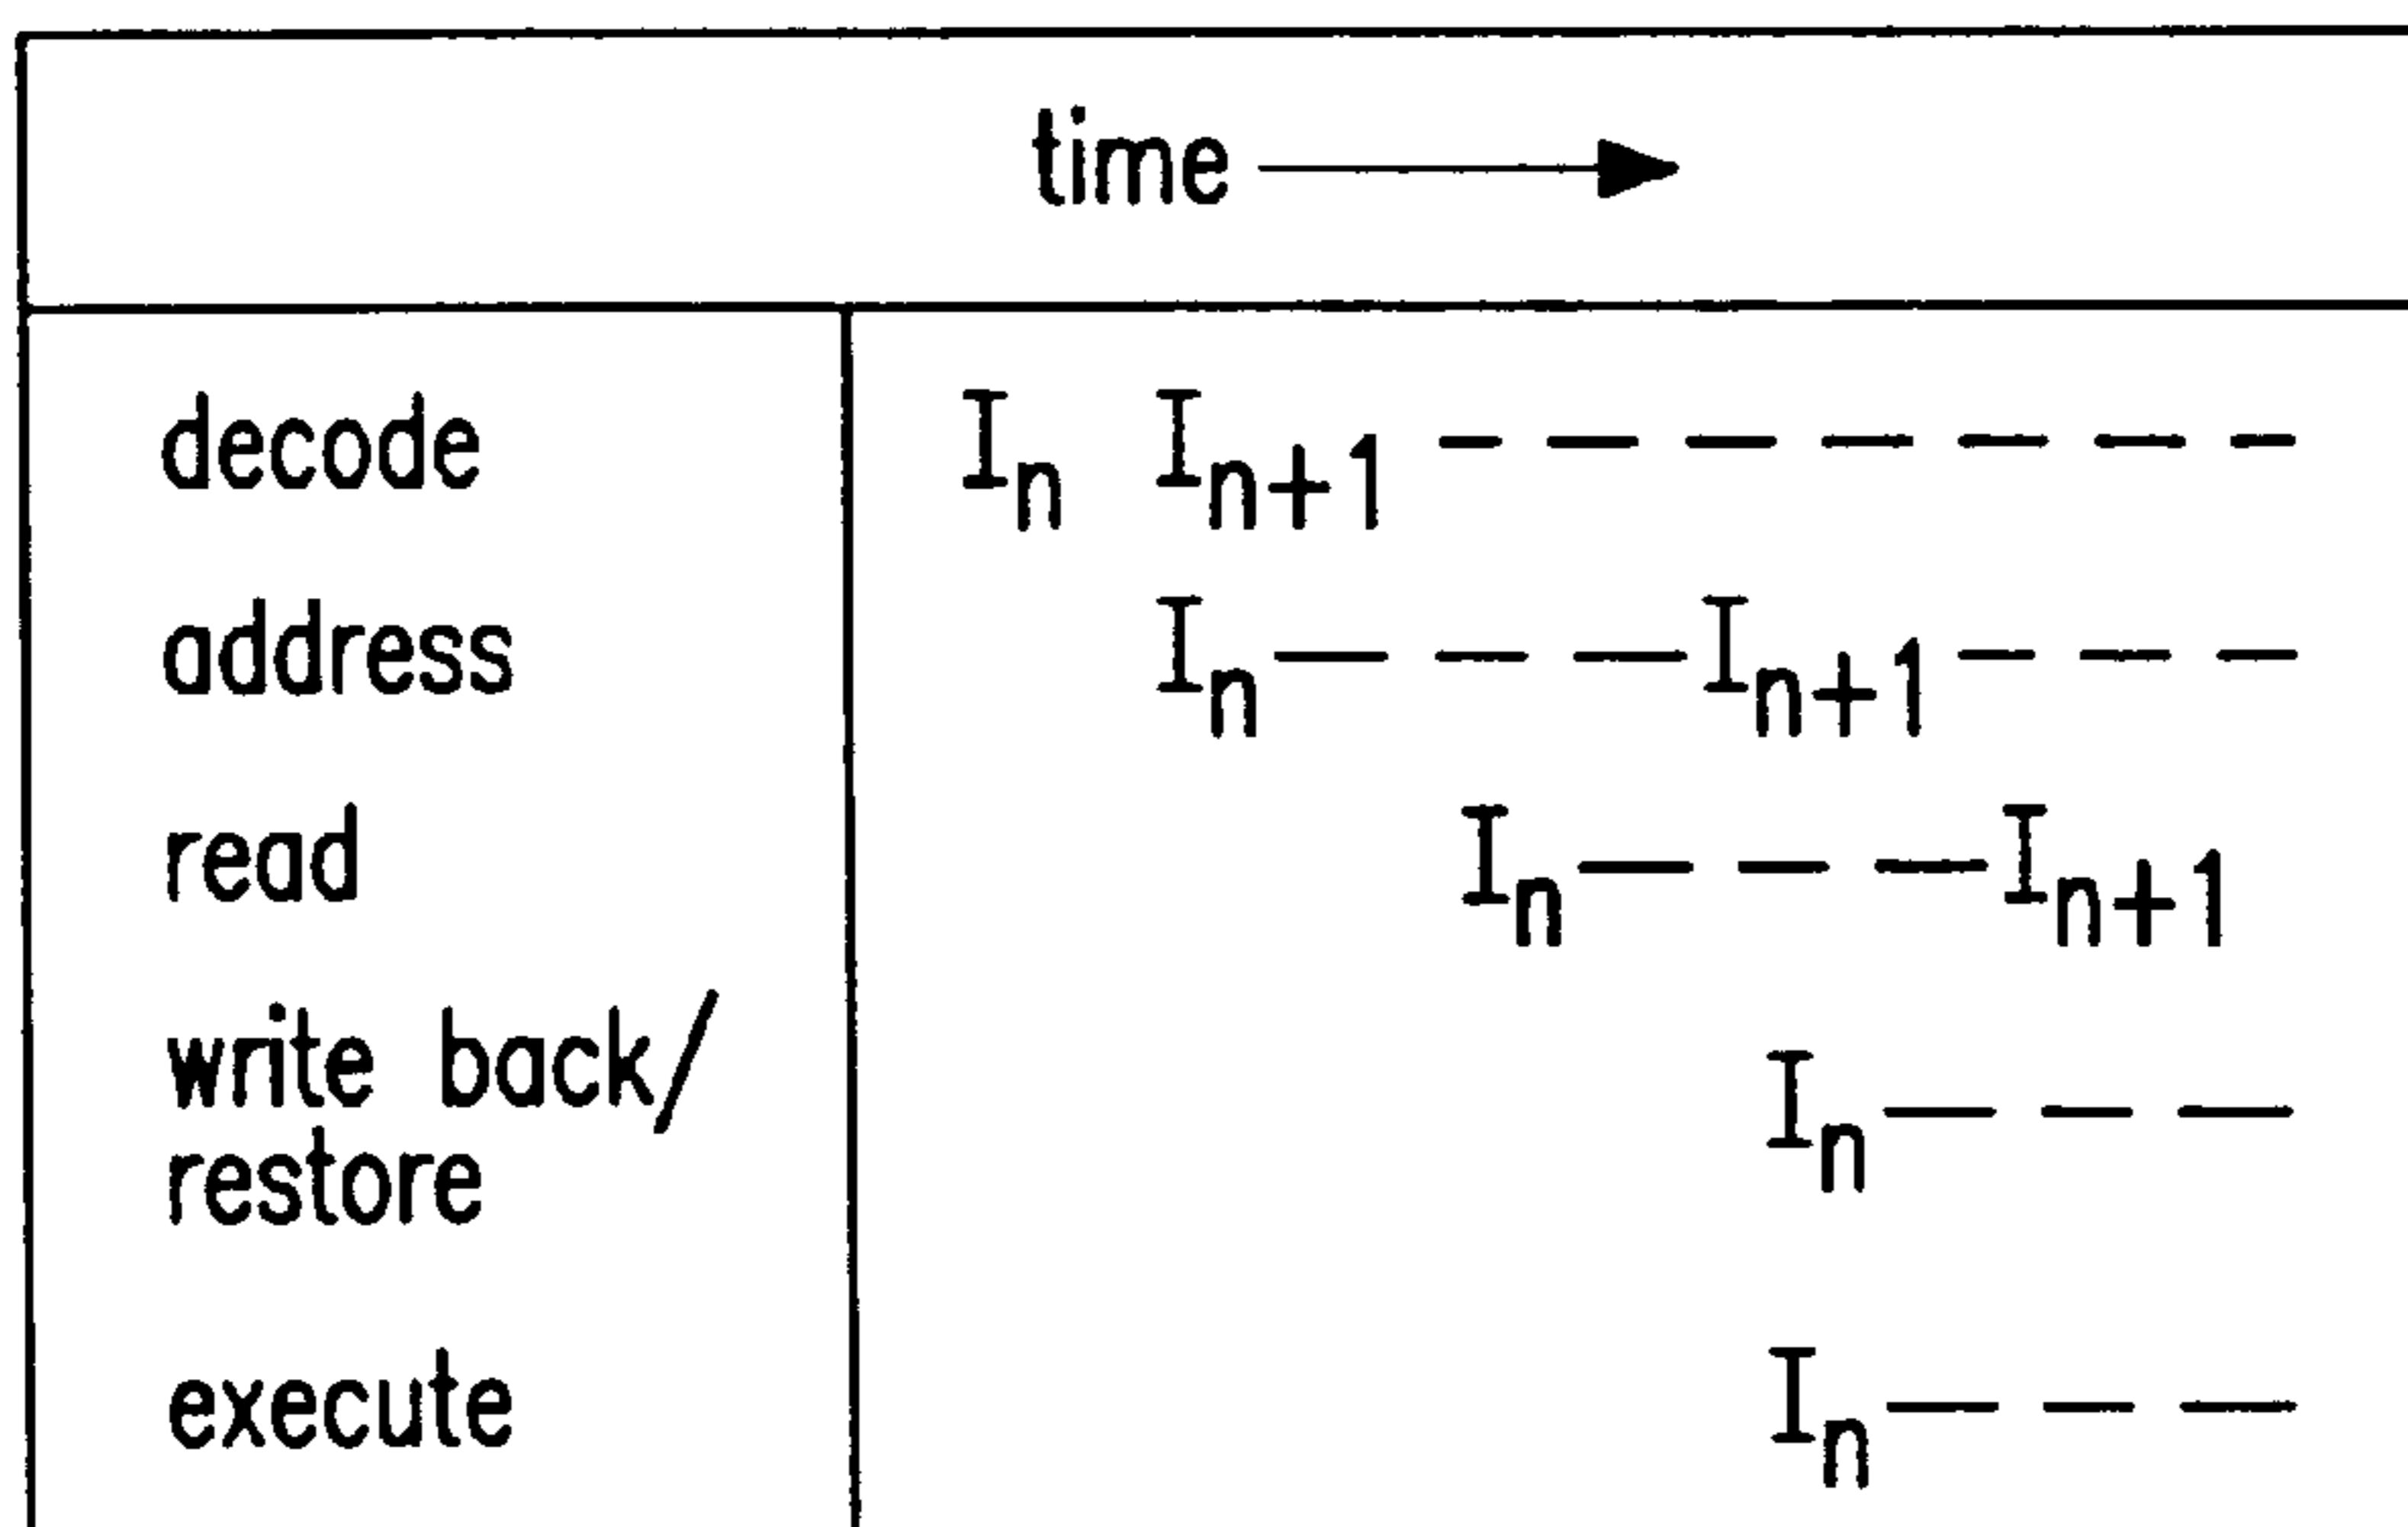 time
decode I_n I_n+1
address I_n I_n+1
read I_n I_n+1
write back/ I_n
restore
execute I_n